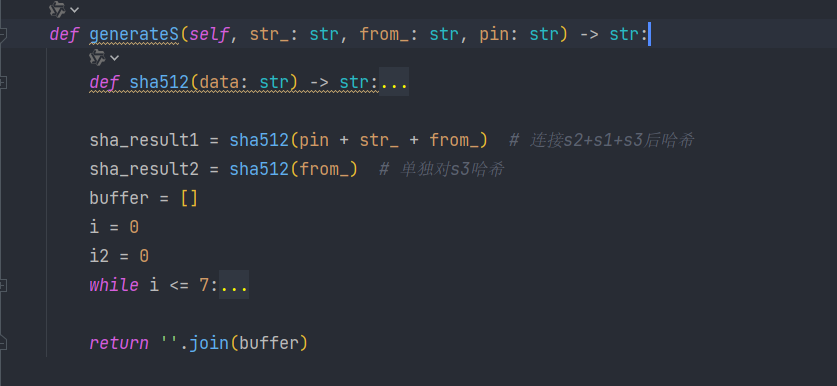 def generateS(self, str_: str, from_: str, pin: str) -> str:
def sha512(data: str) -> str:...
sha_result1 = sha512(pin + str_ + from_)  # 连接s2+s1+s3后哈希
sha_result2 = sha512(from_)  # 单独对s3哈希
buffer = []
i = 0
i2 = 0
while i <= 7:...
return ''.join(buffer)